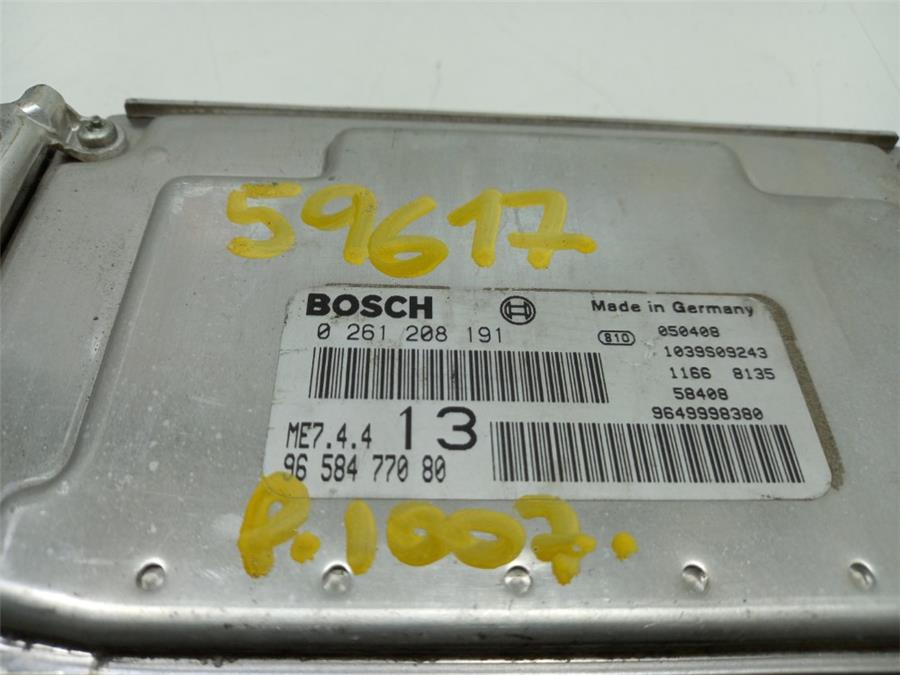 59617
BOSCH
Made in Germany
0 261 208 191
810
050408
1039S09243
1166 8135
58408
9649998380
ME7.4.4 13
96 584 770 80
P.1007.